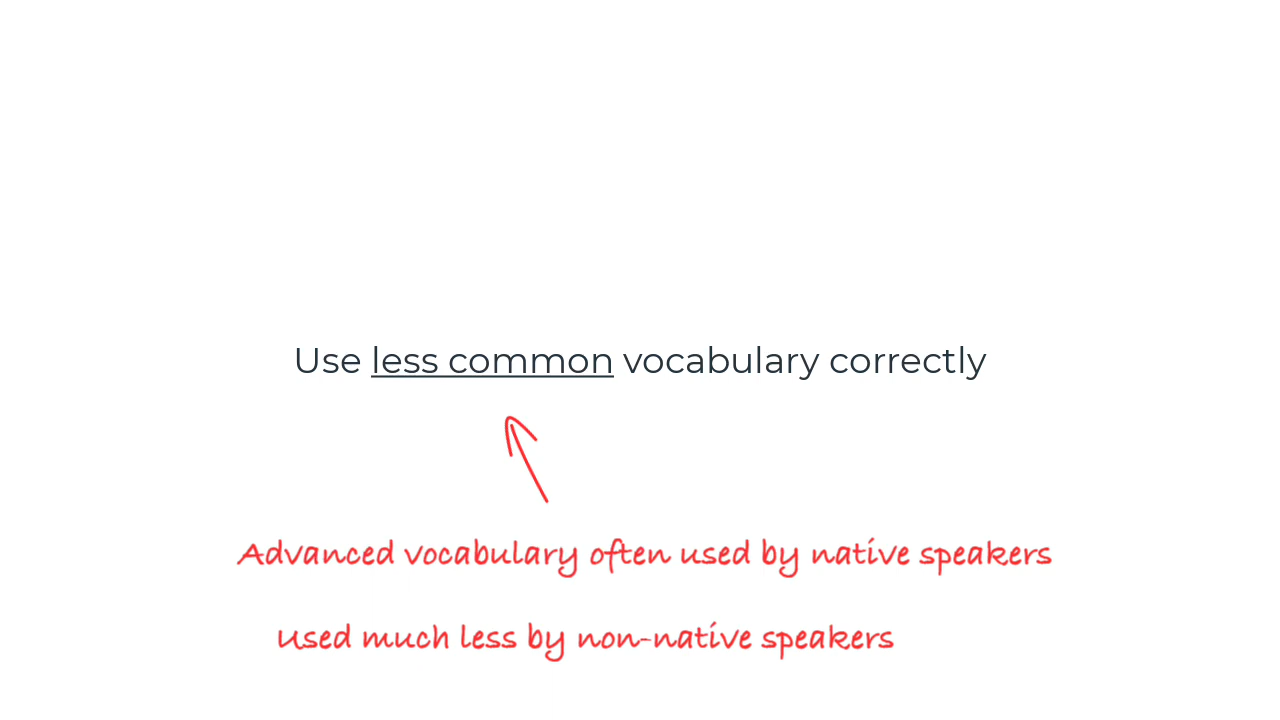 Use less common vocabulary correctly
Advanced vocabulary often used by native speakers
Used much less by non-native speakers